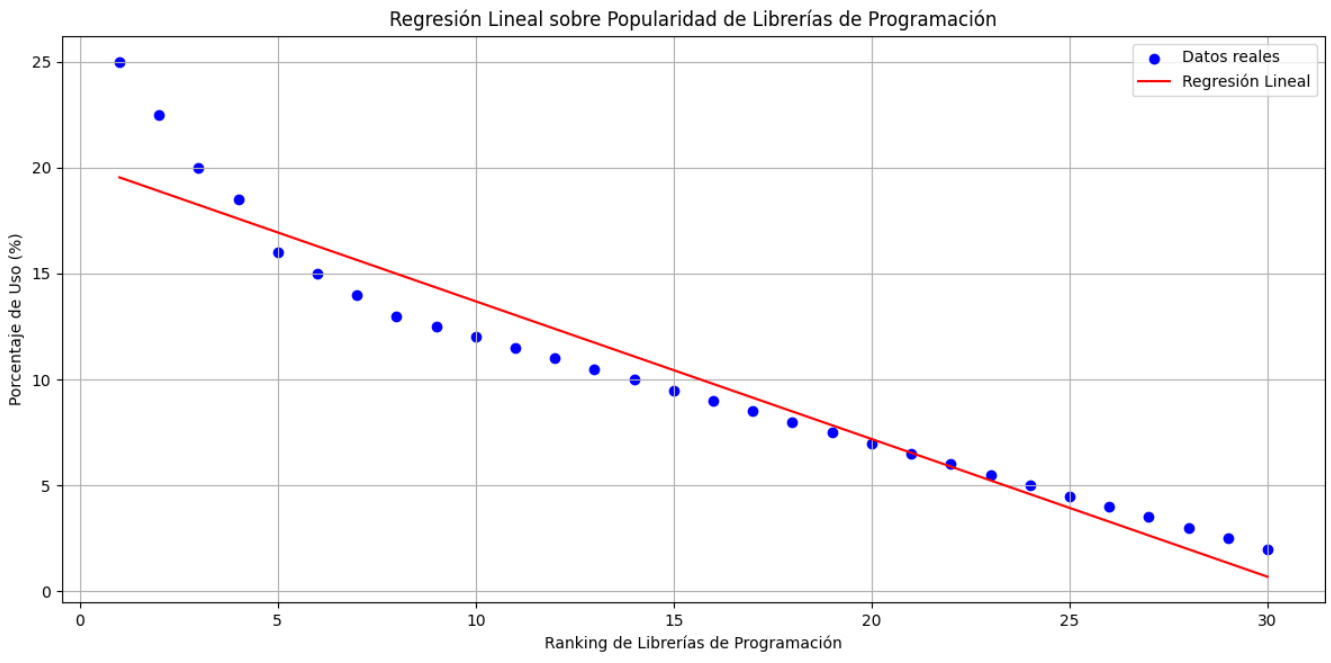 Regresión Lineal sobre Popularidad de Librerías de Programación
Datos reales
Regresión Lineal
Porcentaje de Uso (%)
25
20
15
10
5
0
0 5 10 15 20 25 30
Ranking de Librerías de Programación